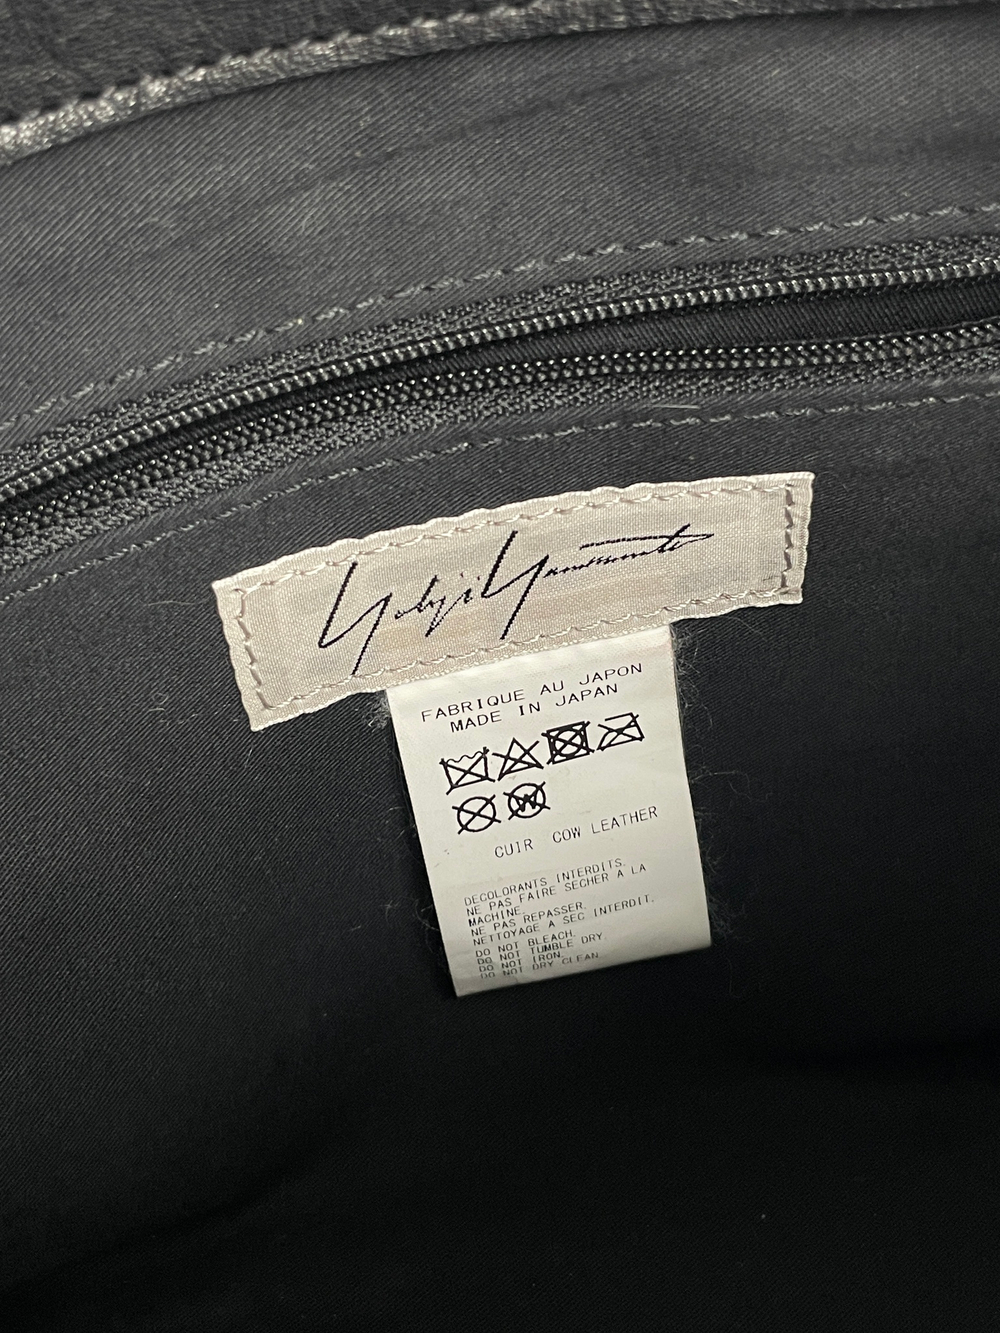 Yohji Yamamoto
FABRIQUE AU JAPON
MADE IN JAPAN
W
CUIR COW LEATHER
DECOLORANTS INTERDITS.
NE PAS FAIRE SECHER A LA
MACHINE.
NE PAS REPASSER.
NETTOYAGE A SEC INTERDIT.
DO NOT BLEACH.
DO NOT TUMBLE DRY.
DO NOT IRON.
DO NOT DRY CLEAN